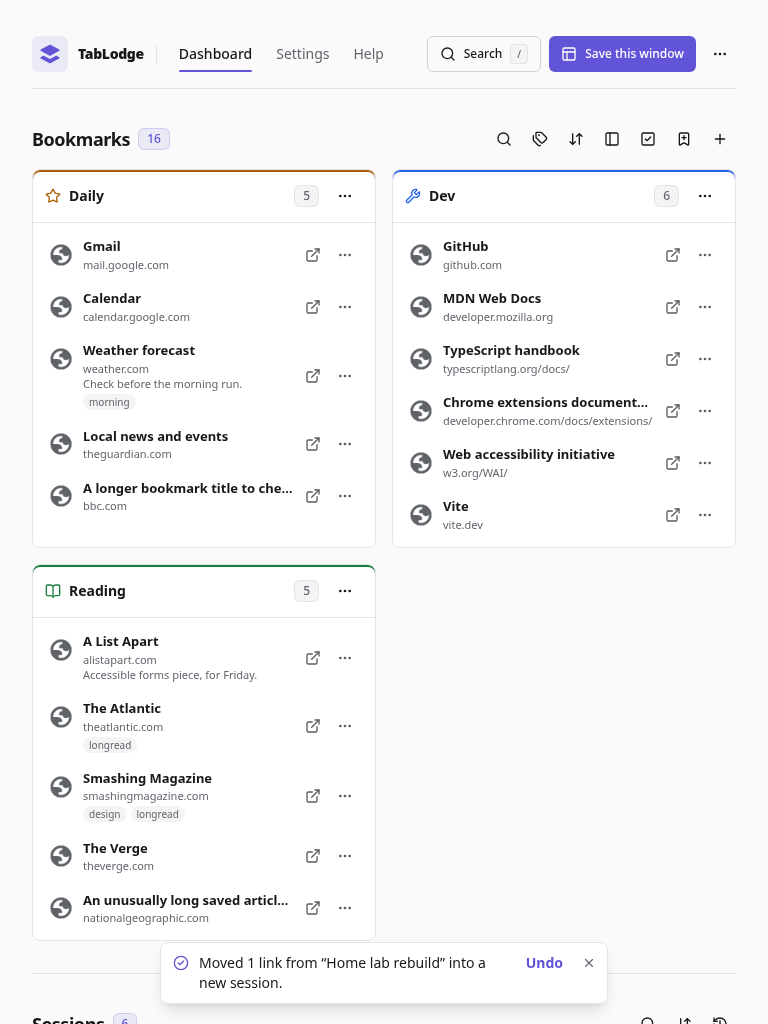 TabLodge
Dashboard
Settings
Help
Search
/
Save this window
Bookmarks
16
Daily
5
Gmail
mail.google.com
Calendar
calendar.google.com
Weather forecast
weather.com
Check before the morning run.
morning
Local news and events
theguardian.com
A longer bookmark title to che...
bbc.com
Dev
6
GitHub
github.com
MDN Web Docs
developer.mozilla.org
TypeScript handbook
typescriptlang.org/docs/
Chrome extensions document...
developer.chrome.com/docs/extensions/
Web accessibility initiative
w3.org/WAI/
Vite
vite.dev
Reading
5
A List Apart
alistapart.com
Accessible forms piece, for Friday.
The Atlantic
theatlantic.com
longread
Smashing Magazine
smashingmagazine.com
design longread
The Verge
theverge.com
An unusually long saved articl...
nationalgeographic.com
Moved 1 link from “Home lab rebuild” into a
new session.
Undo
Sessions
6